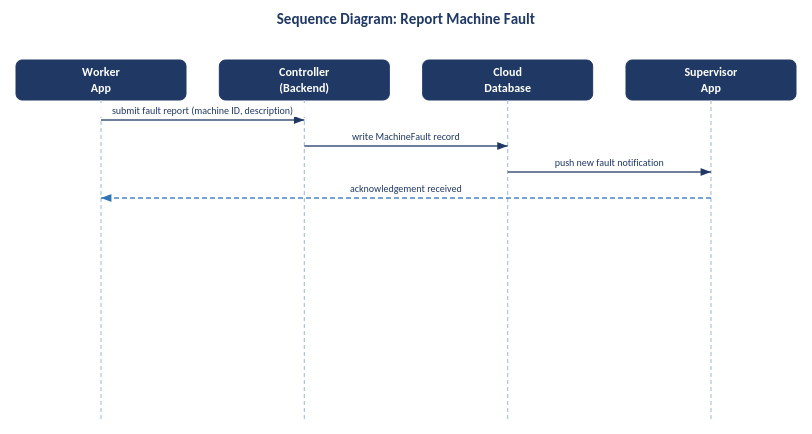 Sequence Diagram: Report Machine Fault
Worker
App
Controller
(Backend)
Cloud
Database
Supervisor
App
submit fault report (machine ID, description)
write MachineFault record
push new fault notification
acknowledgement received